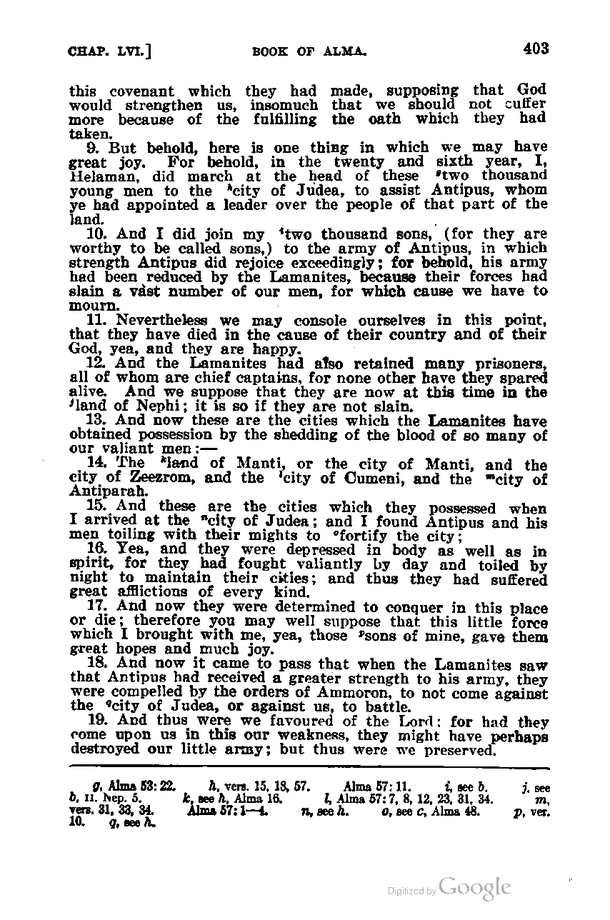 CHAP. LVI.] BOOK OF ALMA. 403
this covenant which they had made, supposing that God
would strengthen us, insomuch that we should not suffer
more because of the fulfilling the oath which they had
taken.
9. But behold, here is one thing in which we may have
great joy. For behold, in the twenty and sixth year, I,
Helaman, did march at the head of these ᵍtwo thousand
young men to the ʰcity of Judea, to assist Antipus, whom
ye had appointed a leader over the people of that part of the
land.
10. And I did join my ⁱtwo thousand sons, (for they are
worthy to be called sons,) to the army of Antipus, in which
strength Antipus did rejoice exceedingly; for behold, his army
had been reduced by the Lamanites, because their forces had
slain a vast number of our men, for which cause we have to
mourn.
11. Nevertheless we may console ourselves in this point,
that they have died in the cause of their country and of their
God, yea, and they are happy.
12. And the Lamanites had also retained many prisoners,
all of whom are chief captains, for none other have they spared
alive. And we suppose that they are now at this time in the
ʲland of Nephi; it is so if they are not slain.
13. And now these are the cities which the Lamanites have
obtained possession by the shedding of the blood of so many of
our valiant men:—
14. The ᵏland of Manti, or the city of Manti, and the
city of Zeezrom, and the ˡcity of Cumeni, and the ᵐcity of
Antiparah.
15. And these are the cities which they possessed when
I arrived at the ⁿcity of Judea; and I found Antipus and his
men toiling with their mights to ᵒfortify the city;
16. Yea, and they were depressed in body as well as in
spirit, for they had fought valiantly by day and toiled by
night to maintain their cities; and thus they had suffered
great afflictions of every kind.
17. And now they were determined to conquer in this place
or die; therefore you may well suppose that this little force
which I brought with me, yea, those ᵖsons of mine, gave them
great hopes and much joy.
18. And now it came to pass that when the Lamanites saw
that Antipus had received a greater strength to his army, they
were compelled by the orders of Ammoron, to not come against
the qcity of Judea, or against us, to battle.
19. And thus were we favoured of the Lord: for had they
come upon us in this our weakness, they might have perhaps
destroyed our little army; but thus were we preserved.
g, Alma 53:22. h, vers. 15, 18, 57. Alma 57:11. i, see b. j. see
b, II. Nep. 5. k, see h, Alma 16. l, Alma 57:7, 8, 12, 23, 31, 34. m,
vers. 31, 33, 34. Alma 57:1—4. n, see h. o, see c, Alma 48. p, ver.
10. q, see h.
Digitized by Google